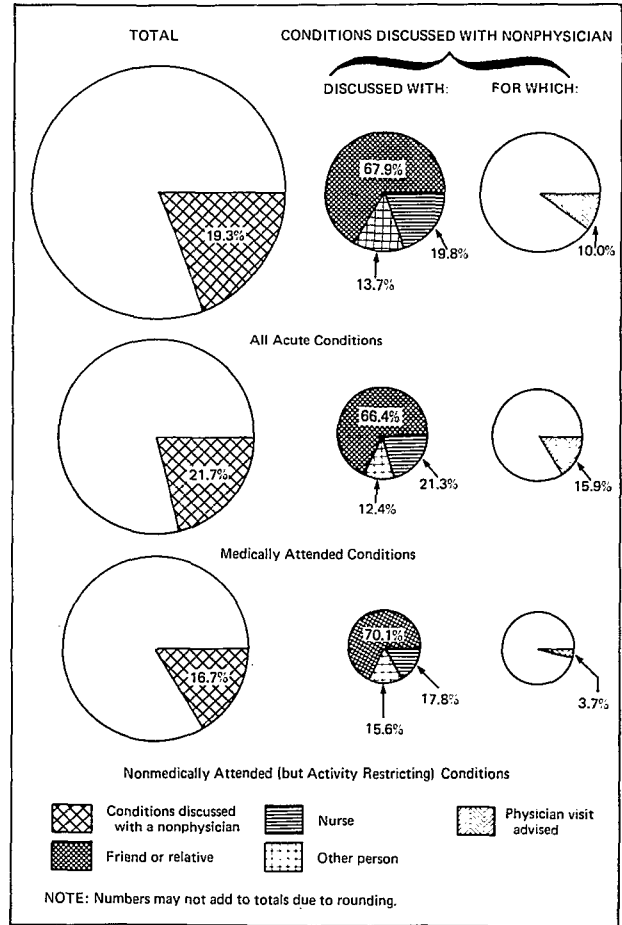 TOTAL
CONDITIONS DISCUSSED WITH NONPHYSICIAN
DISCUSSED WITH:
FOR WHICH:
67.9%
19.3%
19.8%
13.7%
10.0%
All Acute Conditions
66.4%
21.7%
21.3%
12.4%
15.9%
Medically Attended Conditions
70.1%
16.7%
17.8%
15.6%
3.7%
Nonmedically Attended (but Activity Restricting) Conditions
Conditions discussed
with a nonphysician
Nurse
Physician visit
advised
Friend or relative
Other person
NOTE: Numbers may not add to totals due to rounding.